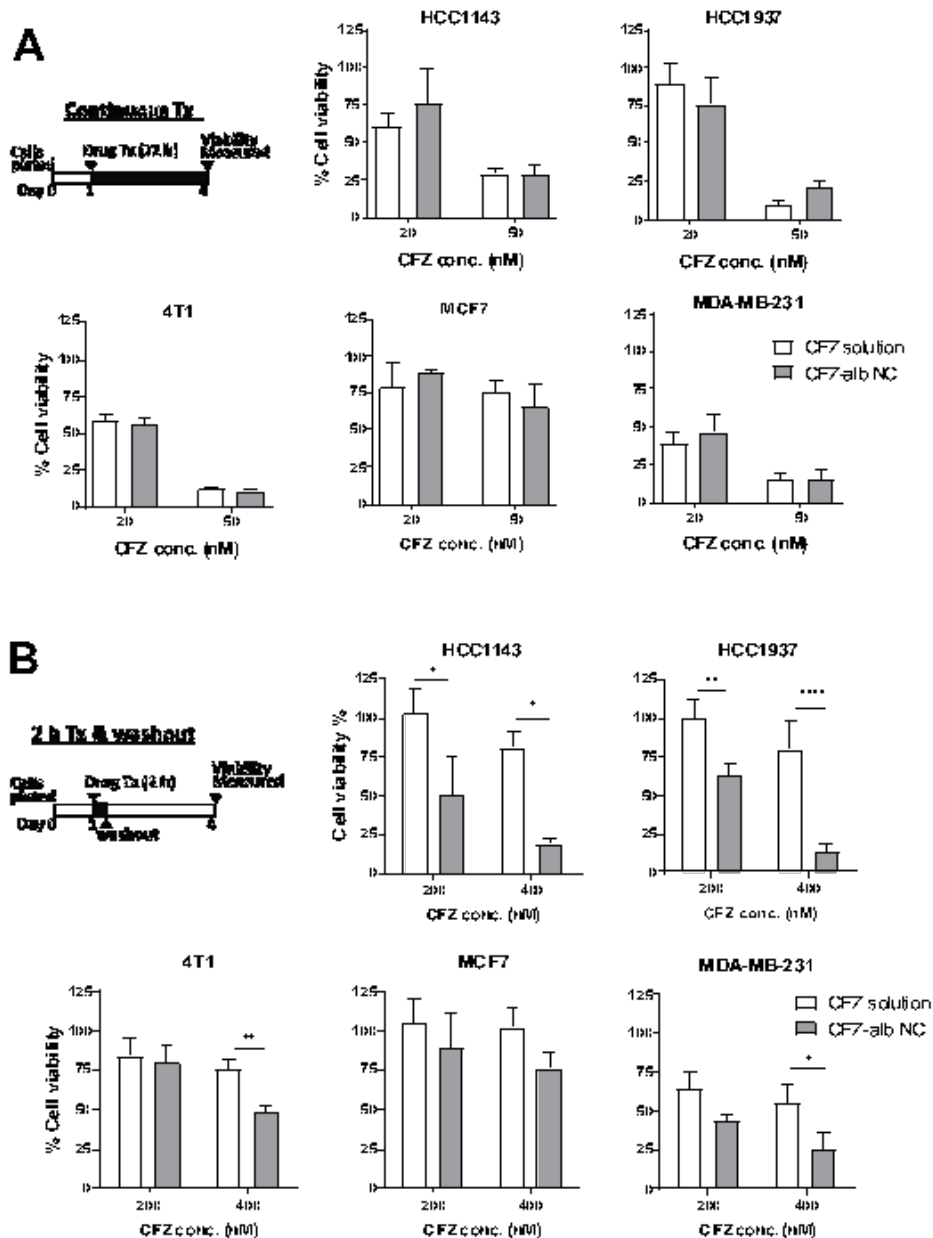 A
Continuous Tx
Cells plated
Drug Tx (72 h)
Viability Measured
Day 0 1 4
HCC1143
% Cell viability
125
100
75
50
25
0
20 50
CFZ conc. (nM)
HCC1937
125
100
75
50
25
0
20 50
CFZ conc. (nM)
4T1
% Cell viability
125
100
75
50
25
0
20 50
CFZ conc. (nM)
MCF7
125
100
75
50
25
0
20 50
CFZ conc. (nM)
MDA-MB-231
125
100
75
50
25
0
20 50
CFZ conc. (nM)
CFZ solution
CFZ-alb NC
B
2 h Tx & washout
Cells plated
Drug Tx (2 h)
Viability Measured
Day 0 1 4
washout
HCC1143
Cell viability %
125
100
75
50
25
0
* *
200 400
CFZ conc. (nM)
HCC1937
125
100
75
50
25
0
** ****
200 400
CFZ conc. (nM)
4T1
% Cell viability
125
100
75
50
25
0
**
200 400
CFZ conc. (nM)
MCF7
125
100
75
50
25
0
200 400
CFZ conc. (nM)
MDA-MB-231
125
100
75
50
25
0
*
200 400
CFZ conc. (nM)
CFZ solution
CFZ-alb NC